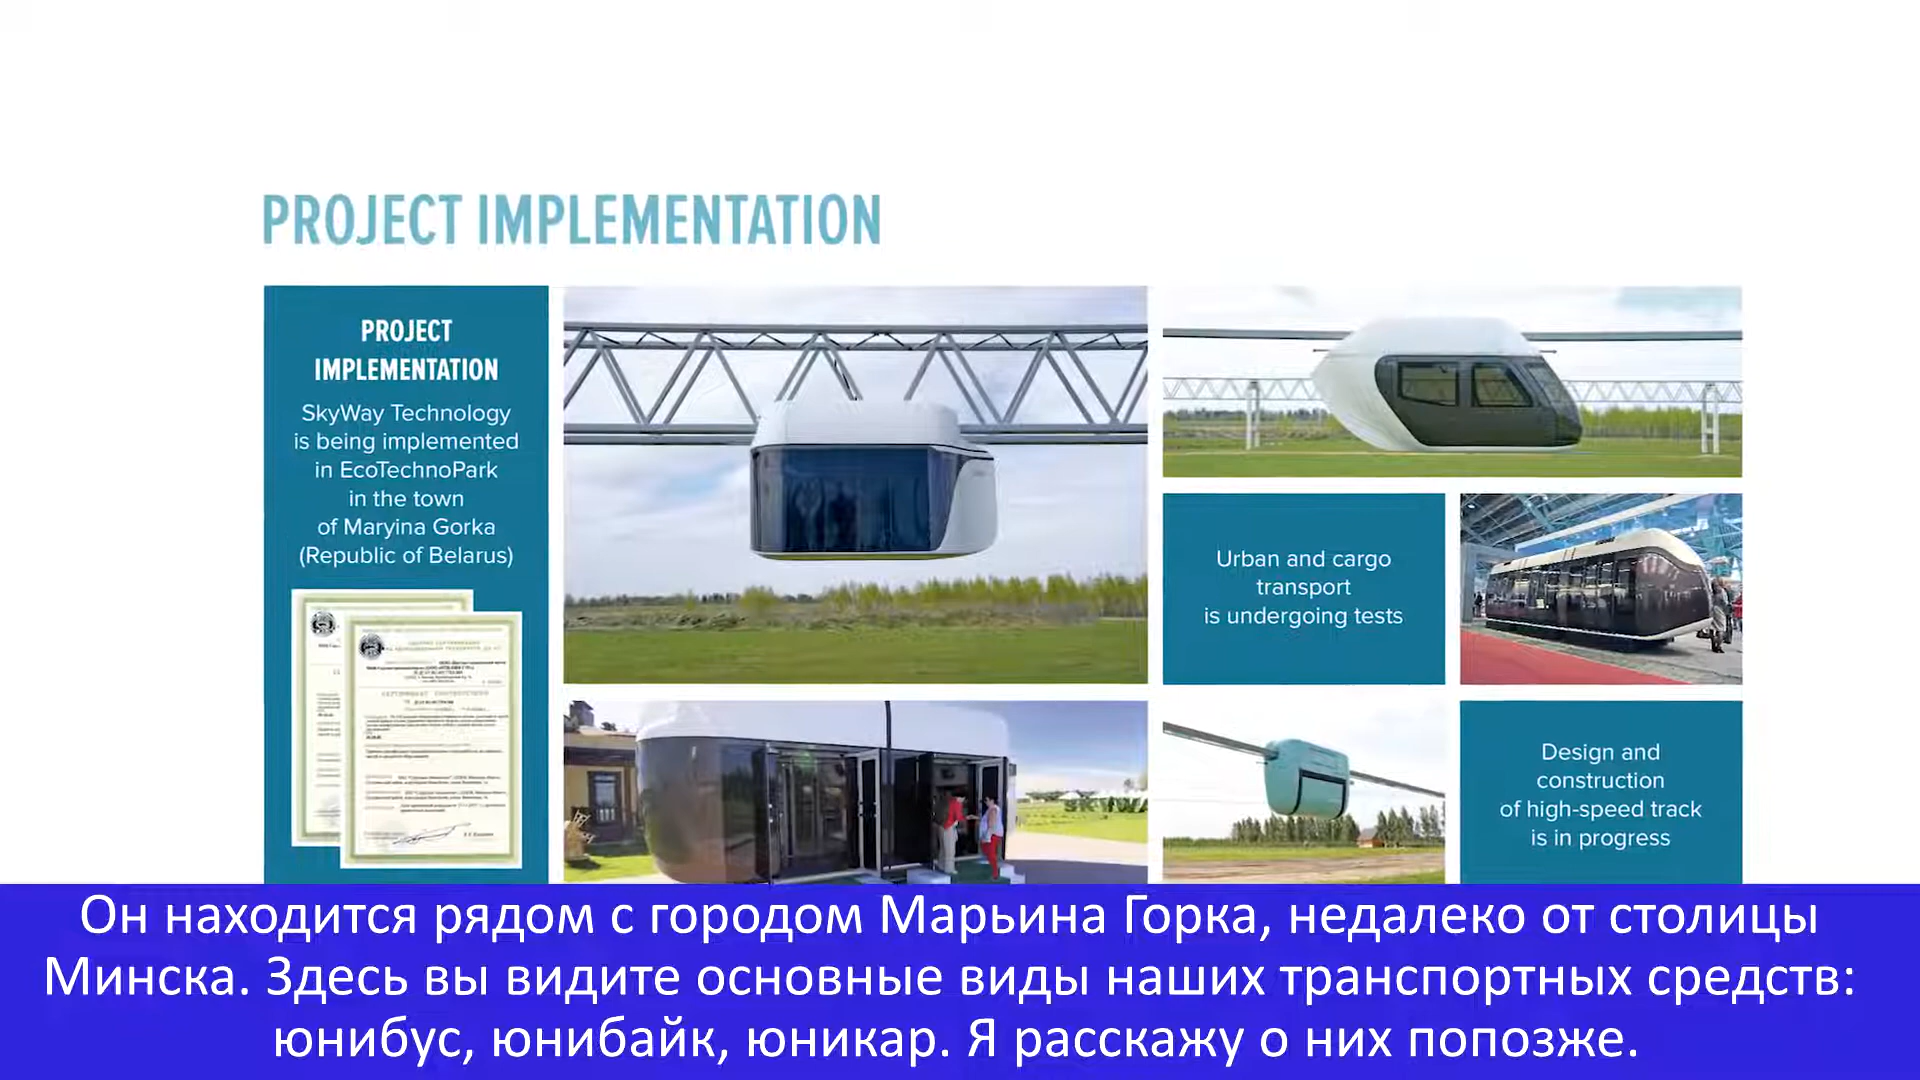 PROJECT IMPLEMENTATION
PROJECT
IMPLEMENTATION
SkyWay Technology
is being implemented
in EcoTechnoPark
in the town
of Maryina Gorka
(Republic of Belarus)
СЕРТИФИКАТ СООТВЕТСТВИЯ
Urban and cargo
transport
is undergoing tests
Design and
construction
of high-speed track
is in progress
Он находится рядом с городом Марьина Горка, недалеко от столицы
Минска. Здесь вы видите основные виды наших транспортных средств:
юнибус, юнибайк, юникар. Я расскажу о них попозже.